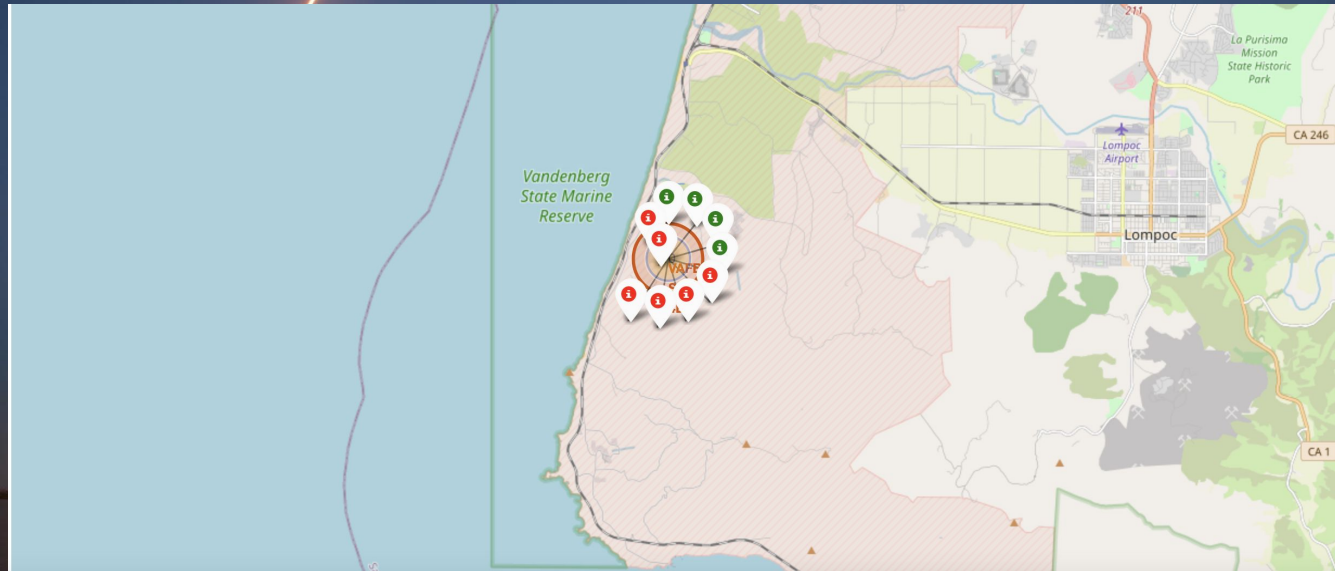 211
La Purisima
Mission
State Historic
Park
CA 246
Lompoc
Airport
Vandenberg
State Marine
Reserve
Lompoc
CA 1